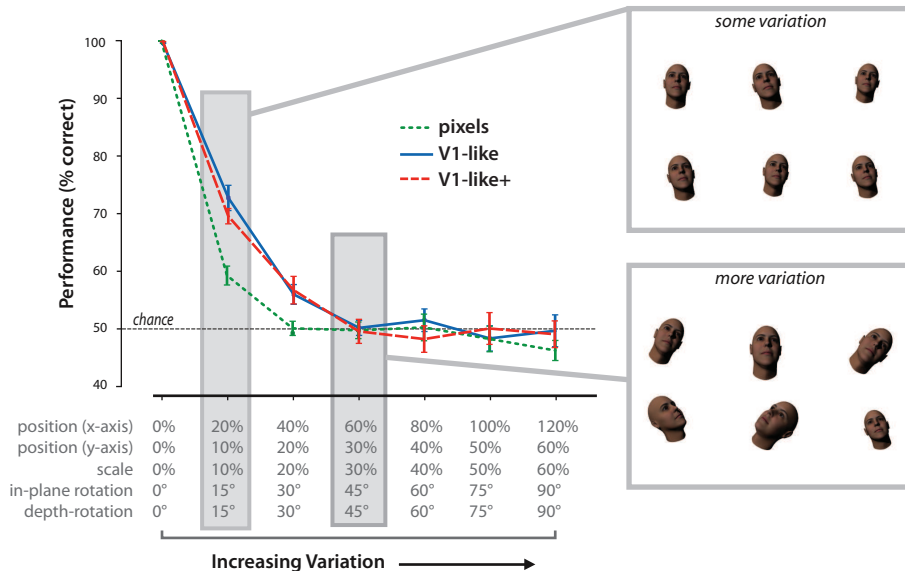 100
90
80
70
60
50
40
Performance (% correct)
chance
pixels
V1-like
V1-like+
some variation
more variation
position (x-axis) 0% 20% 40% 60% 80% 100% 120%
position (y-axis) 0% 10% 20% 30% 40% 50% 60%
scale 0% 10% 20% 30% 40% 50% 60%
in-plane rotation 0° 15° 30° 45° 60° 75° 90°
depth-rotation 0° 15° 30° 45° 60° 75° 90°
Increasing Variation